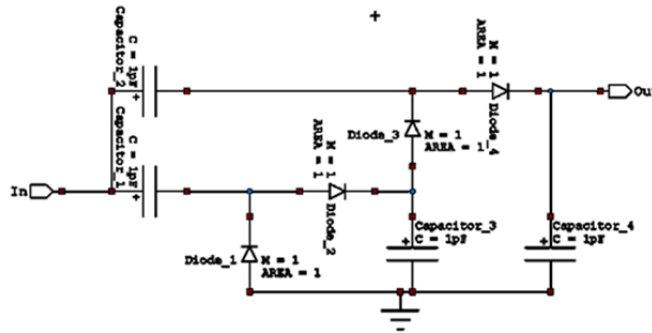 C = 1pF
Capacitor_2
C = 1pF
Capacitor_1
In
M = 1
AREA = 1
Diode_4
Out
Diode_3
M = 1
AREA = 1
M = 1
AREA = 1
Diode_2
Diode_1
M = 1
AREA = 1
Capacitor_3
C = 1pF
Capacitor_4
C = 1pF